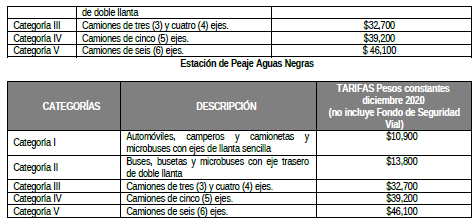 de doble llanta
Categoría III Camiones de tres (3) y cuatro (4) ejes. $32,700
Categoría IV Camiones de cinco (5) ejes. $39,200
Categoría V Camiones de seis (6) ejes. $ 46,100
Estación de Peaje Aguas Negras
CATEGORÍAS DESCRIPCIÓN TARIFAS Pesos constantes
diciembre 2020
(no incluye Fondo de Seguridad
Vial)
Categoría I Automóviles, camperos y camionetas y $10,900
microbuses con ejes de llanta sencilla
Categoría II Buses, busetas y microbuses con eje trasero $13,800
de doble llanta
Categoría III Camiones de tres (3) y cuatro (4) ejes. $32,700
Categoría IV Camiones de cinco (5) ejes. $39,200
Categoría V Camiones de seis (6) ejes. $46,100